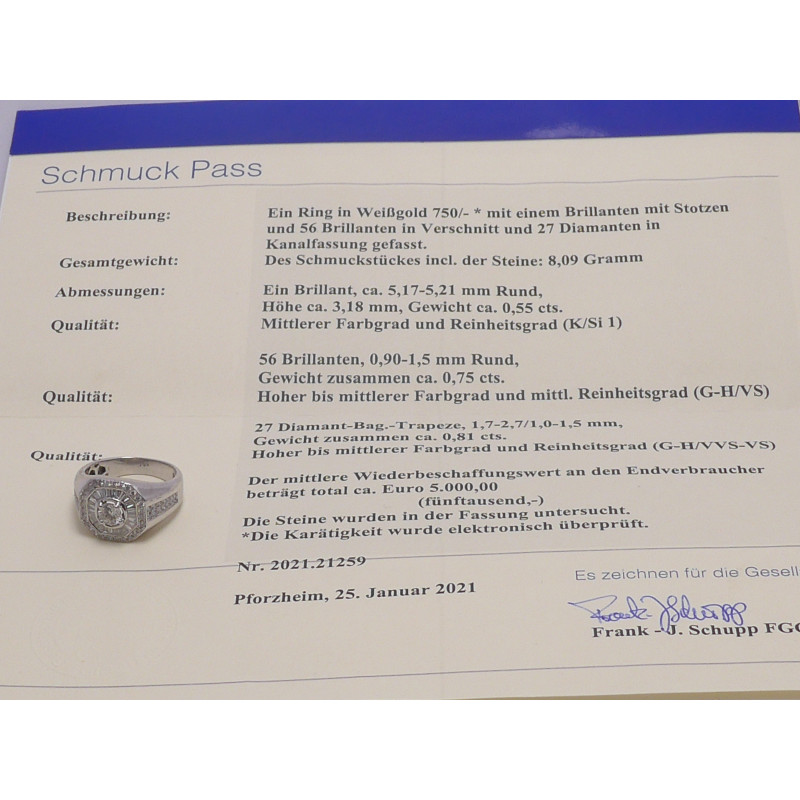 Schmuck Pass
Beschreibung: Ein Ring in Weißgold 750/- * mit einem Brillanten mit Stotzen
und 56 Brillanten in Verschnitt und 27 Diamanten in
Kanalfassung gefasst.
Gesamtgewicht: Des Schmuckstückes incl. der Steine: 8,09 Gramm
Abmessungen: Ein Brillant, ca. 5,17-5,21 mm Rund,
Höhe ca. 3,18 mm, Gewicht ca. 0,55 cts.
Qualität: Mittlerer Farbgrad und Reinheitsgrad (K/Si 1)
56 Brillanten, 0,90-1,5 mm Rund,
Gewicht zusammen ca. 0,75 cts.
Qualität: Hoher bis mittlerer Farbgrad und mittl. Reinheitsgrad (G-H/VS)
27 Diamant-Bag.-Trapeze, 1,7-2,7/1,0-1,5 mm,
Gewicht zusammen ca. 0,81 cts.
Qualität: Hoher bis mittlerer Farbgrad und Reinheitsgrad (G-H/VVS-VS)
Der mittlere Wiederbeschaffungswert an den Endverbraucher
beträgt total ca. Euro 5.000,00
(fünftausend,-)
Die Steine wurden in der Fassung untersucht.
*Die Karätigkeit wurde elektronisch überprüft.
Nr. 2021.21259
Pforzheim, 25. Januar 2021
Es zeichnen für die Gesell
Frank - J. Schupp FGG